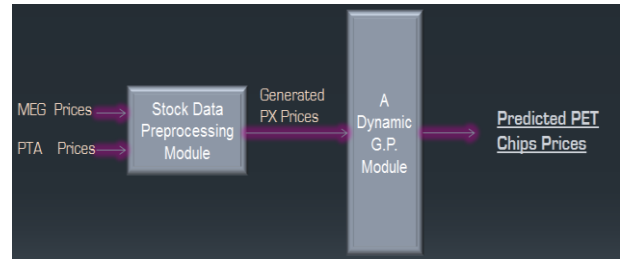 MEG Prices
PTA Prices
Stock Data
Preprocessing
Module
Generated
PX Prices
A
Dynamic
G.P.
Module
Predicted PET
Chips Prices